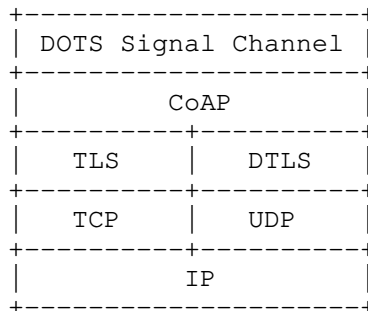 DOTS Signal Channel
CoAP
TLS | DTLS
TCP | UDP
IP